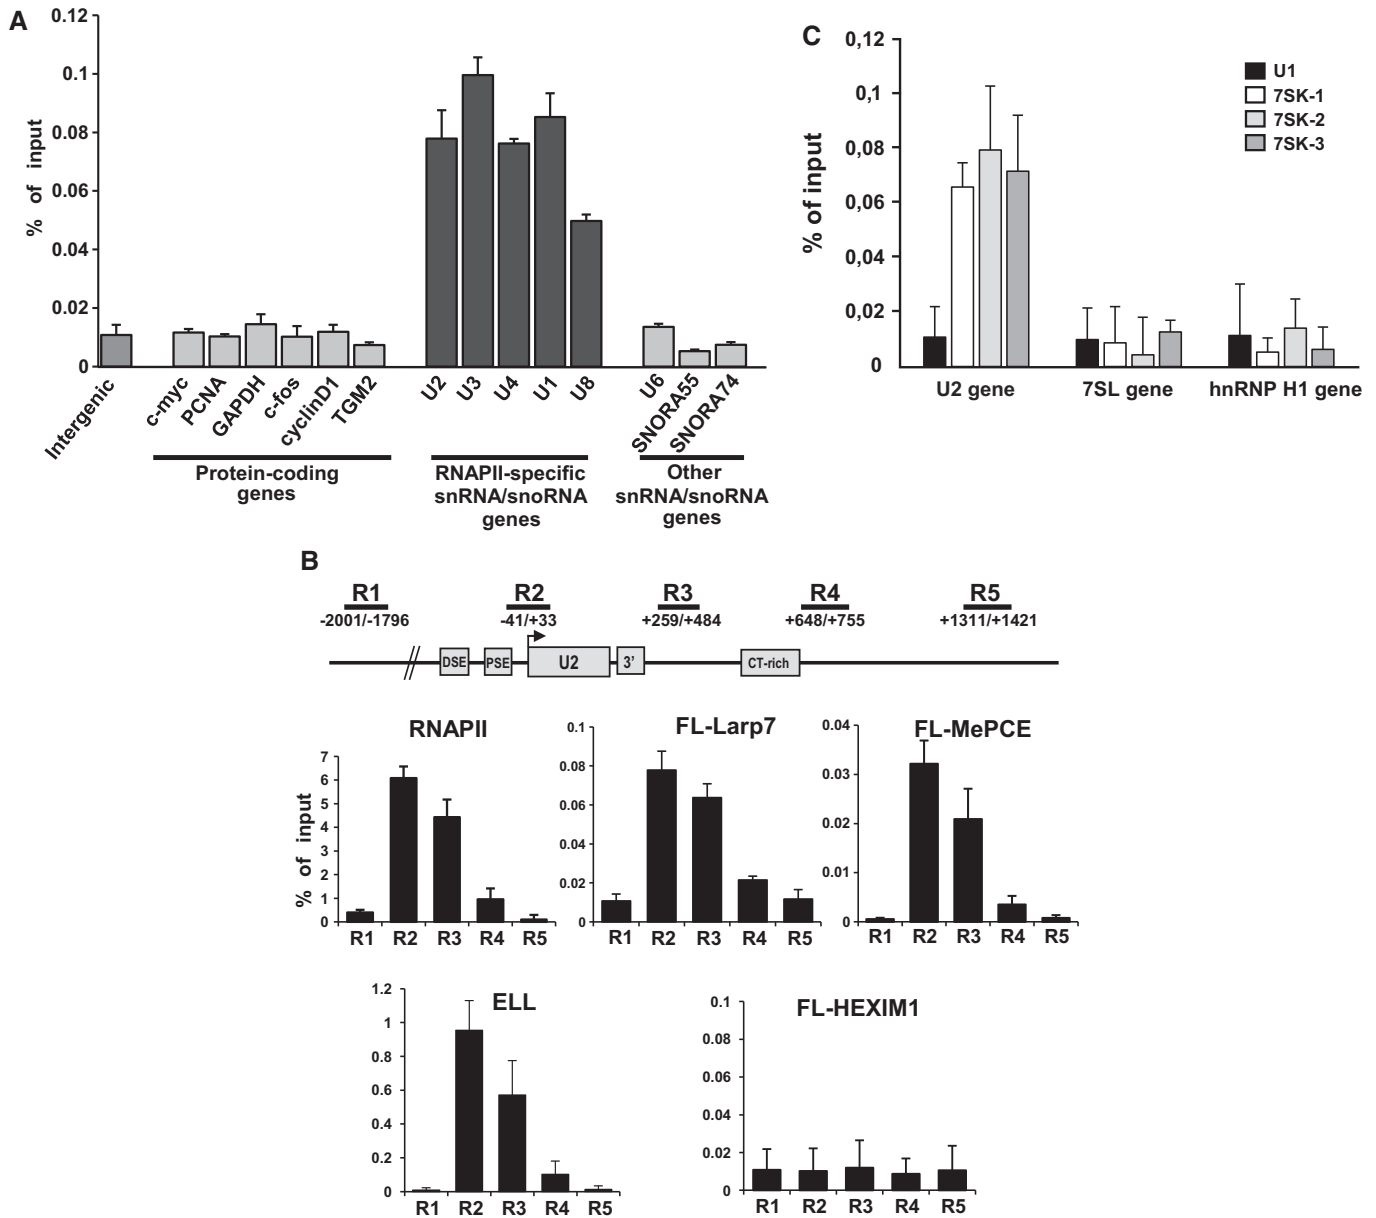 A
% of input
0.12
0.1
0.08
0.06
0.04
0.02
0
Intergenic
c-myc
PCNA
GAPDH
c-fos
cyclinD1
TGM2
U2
U3
U4
U1
U8
U6
SNORA55
SNORA74
Protein-coding
genes
RNAPII-specific
snRNA/snoRNA
genes
Other
snRNA/snoRNA
genes
C
% of input
0,12
0,1
0,08
0,06
0,04
0,02
0
U1
7SK-1
7SK-2
7SK-3
U2 gene
7SL gene
hnRNP H1 gene
B
R1
R2
R3
R4
R5
-2001/-1796
-41/+33
+259/+484
+648/+755
+1311/+1421
DSE
PSE
U2
3’
CT-rich
RNAPII
% of input
7
6
5
4
3
2
1
0
R1
R2
R3
R4
R5
FL-Larp7
0.1
0.08
0.06
0.04
0.02
0
R1
R2
R3
R4
R5
FL-MePCE
0.04
0.03
0.02
0.01
0
R1
R2
R3
R4
R5
ELL
1.2
1
0.8
0.6
0.4
0.2
0
R1
R2
R3
R4
R5
FL-HEXIM1
0.1
0.08
0.06
0.04
0.02
0
R1
R2
R3
R4
R5